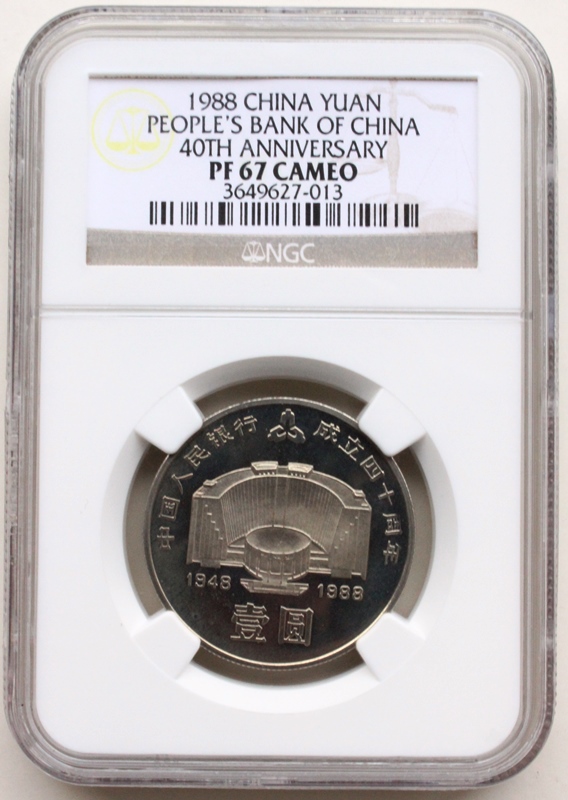 1988 CHINA YUAN
PEOPLE'S BANK OF CHINA
40TH ANNIVERSARY
PF 67 CAMEO
3649627-013
NGC
中国人民银行 成立四十周年
1948 1988
壹圆